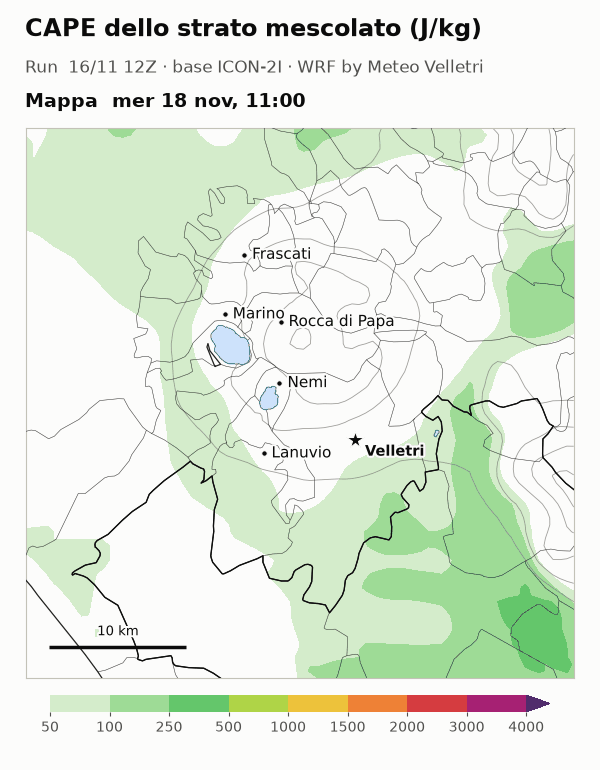 CAPE dello strato mescolato (J/kg)
Run  16/11 12Z · base ICON-2I · WRF by Meteo Velletri
Mappa  mer 18 nov, 11:00
Frascati
Marino
Rocca di Papa
Nemi
Velletri
Lanuvio
10 km
50 100 250 500 1000 1500 2000 3000 4000